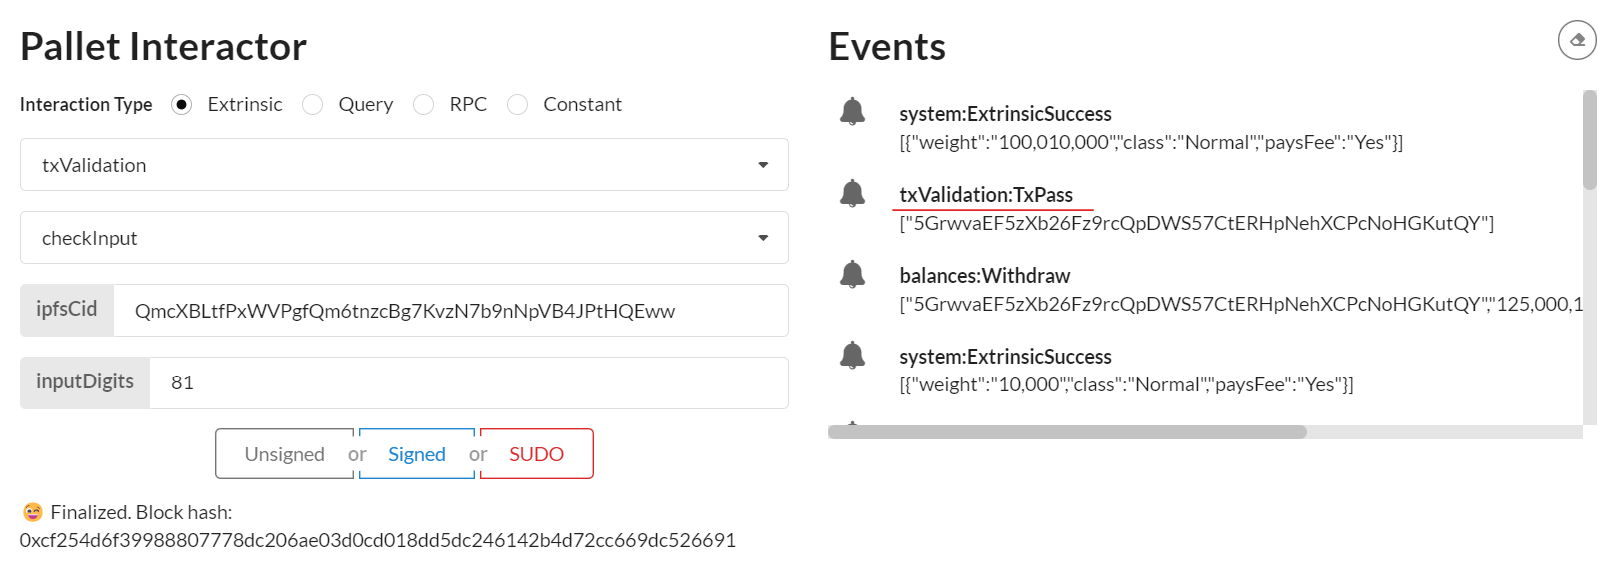 Pallet Interactor
Interaction Type Extrinsic Query RPC Constant
txValidation
checkInput
ipfsCid QmcXBLtfPxWVPgfQm6tnzcBg7KvzN7b9nNpVB4JPtHQEww
inputDigits 81
Unsigned or Signed or SUDO
Finalized. Block hash:
0xcf254d6f39988807778dc206ae03d0cd018dd5dc246142b4d72cc669dc526691
Events
system:ExtrinsicSuccess
[{"weight":"100,010,000","class":"Normal","paysFee":"Yes"}]
txValidation:TxPass
["5GrwvaEF5zXb26Fz9rcQpDWS57CtERHpNehXCPcNoHGKutQY"]
balances:Withdraw
["5GrwvaEF5zXb26Fz9rcQpDWS57CtERHpNehXCPcNoHGKutQY","125,000,1
system:ExtrinsicSuccess
[{"weight":"10,000","class":"Normal","paysFee":"Yes"}]